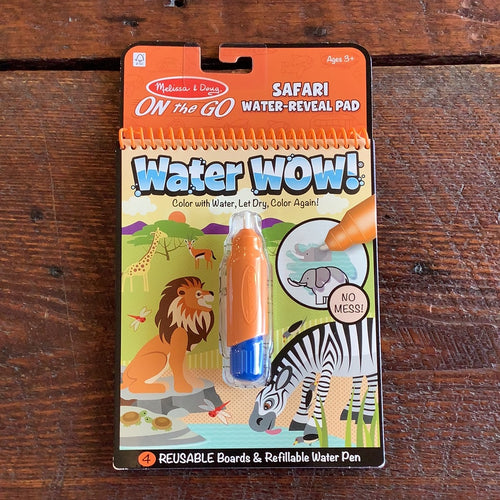 Melissa & Doug
ON the GO
Ages 3+
SAFARI
WATER-REVEAL PAD
Water WOW!
Color with Water, Let Dry, Color Again!
NO
MESS!
4 REUSABLE Boards & Refillable Water Pen